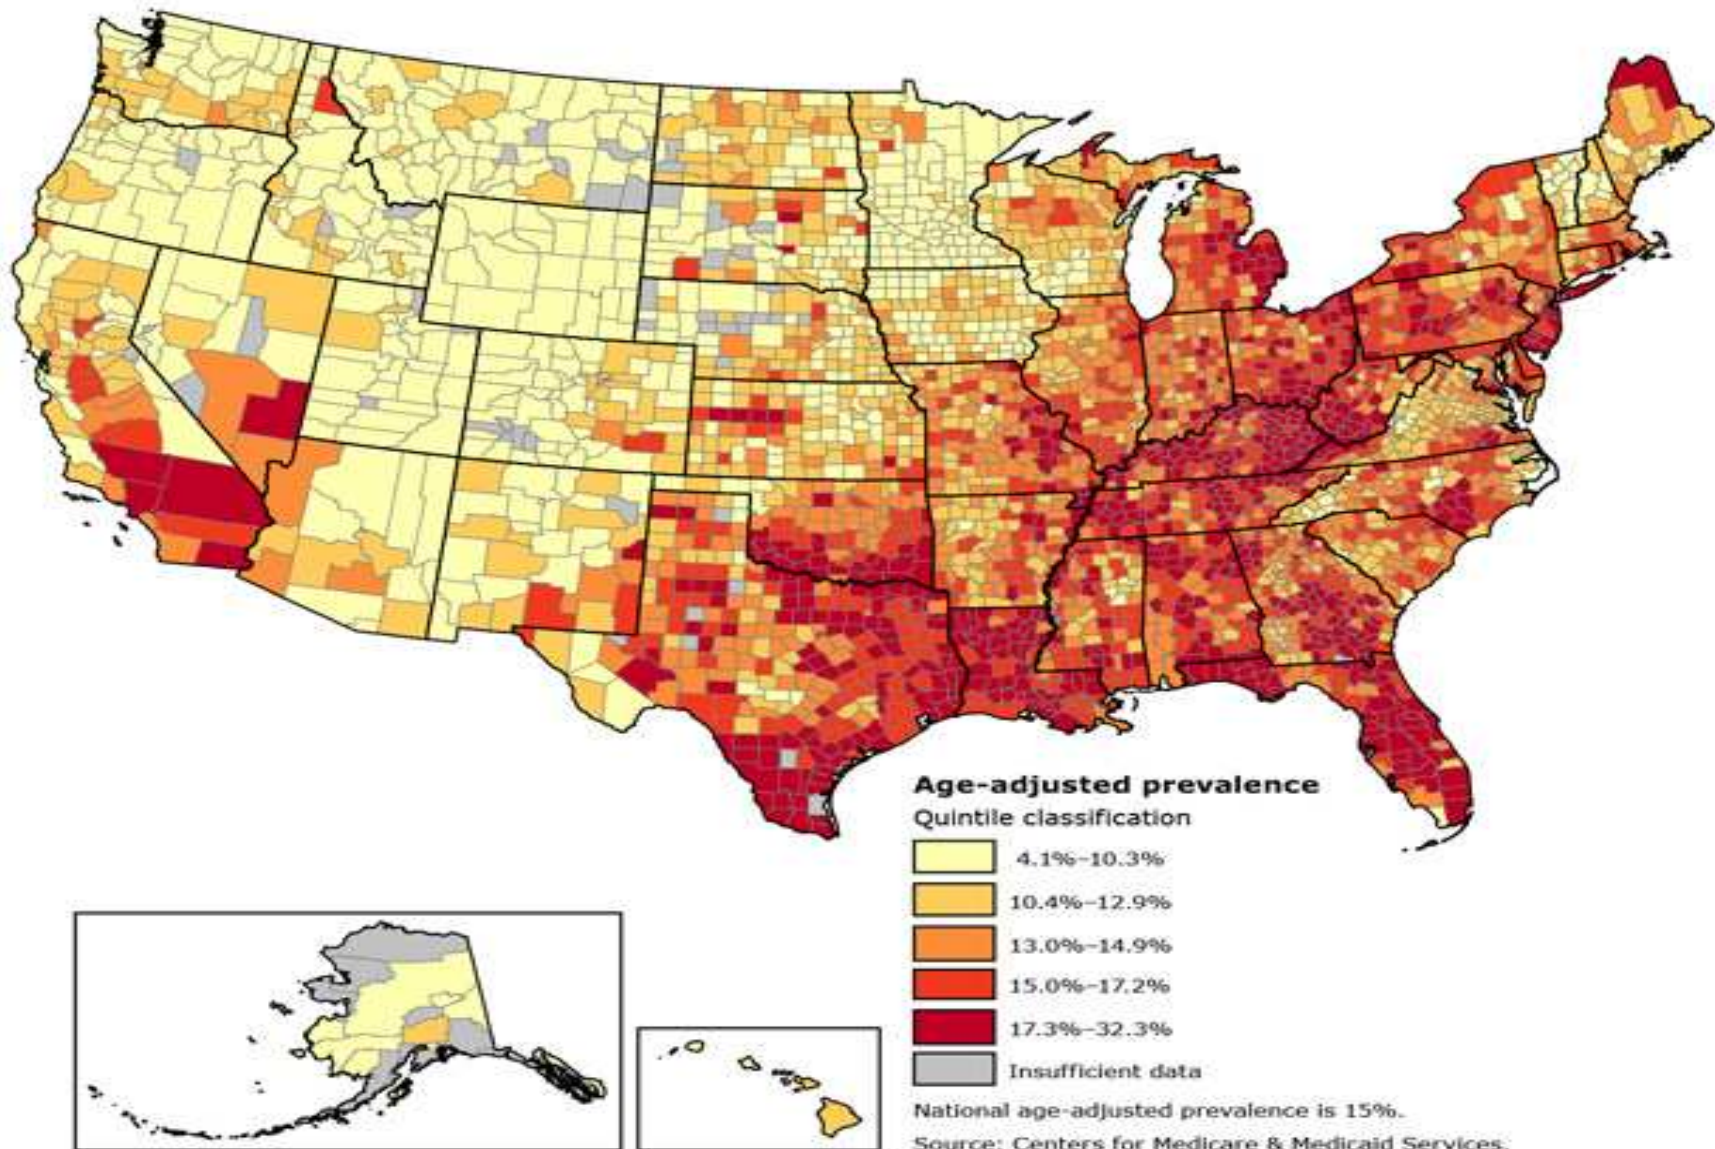 Age-adjusted prevalence
Quintile classification
4.1%–10.3%
10.4%–12.9%
13.0%–14.9%
15.0%–17.2%
17.3%–32.3%
Insufficient data
National age-adjusted prevalence is 15%.
Source: Centers for Medicare & Medicaid Services.